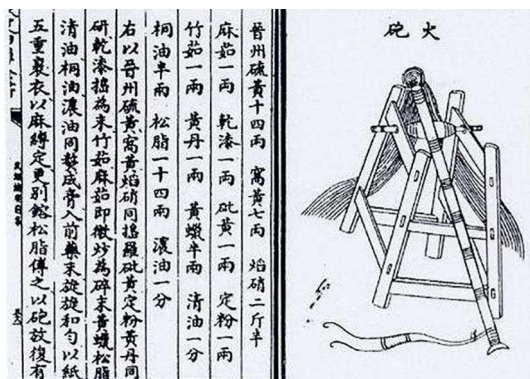 火砲
晉州硫黃十四兩 窩黃七兩 焰硝二斤半
麻茹一兩 乾漆一兩 砒黃一兩 定粉一兩
竹茹一兩 黃丹一兩 黃蠟半兩 清油一分
桐油半兩 松脂一十四兩 濃油一分
右以晉州硫黃窩黃焰硝同擣羅砒黃定粉黃丹同
研乾漆擣為末竹茹麻茹即微炒為碎末黃蠟松脂
清油桐油濃油同熬成膏入前藥末旋旋和勻以紙
五重裹衣以麻縛定更別鎔松脂傅之以砲放復有